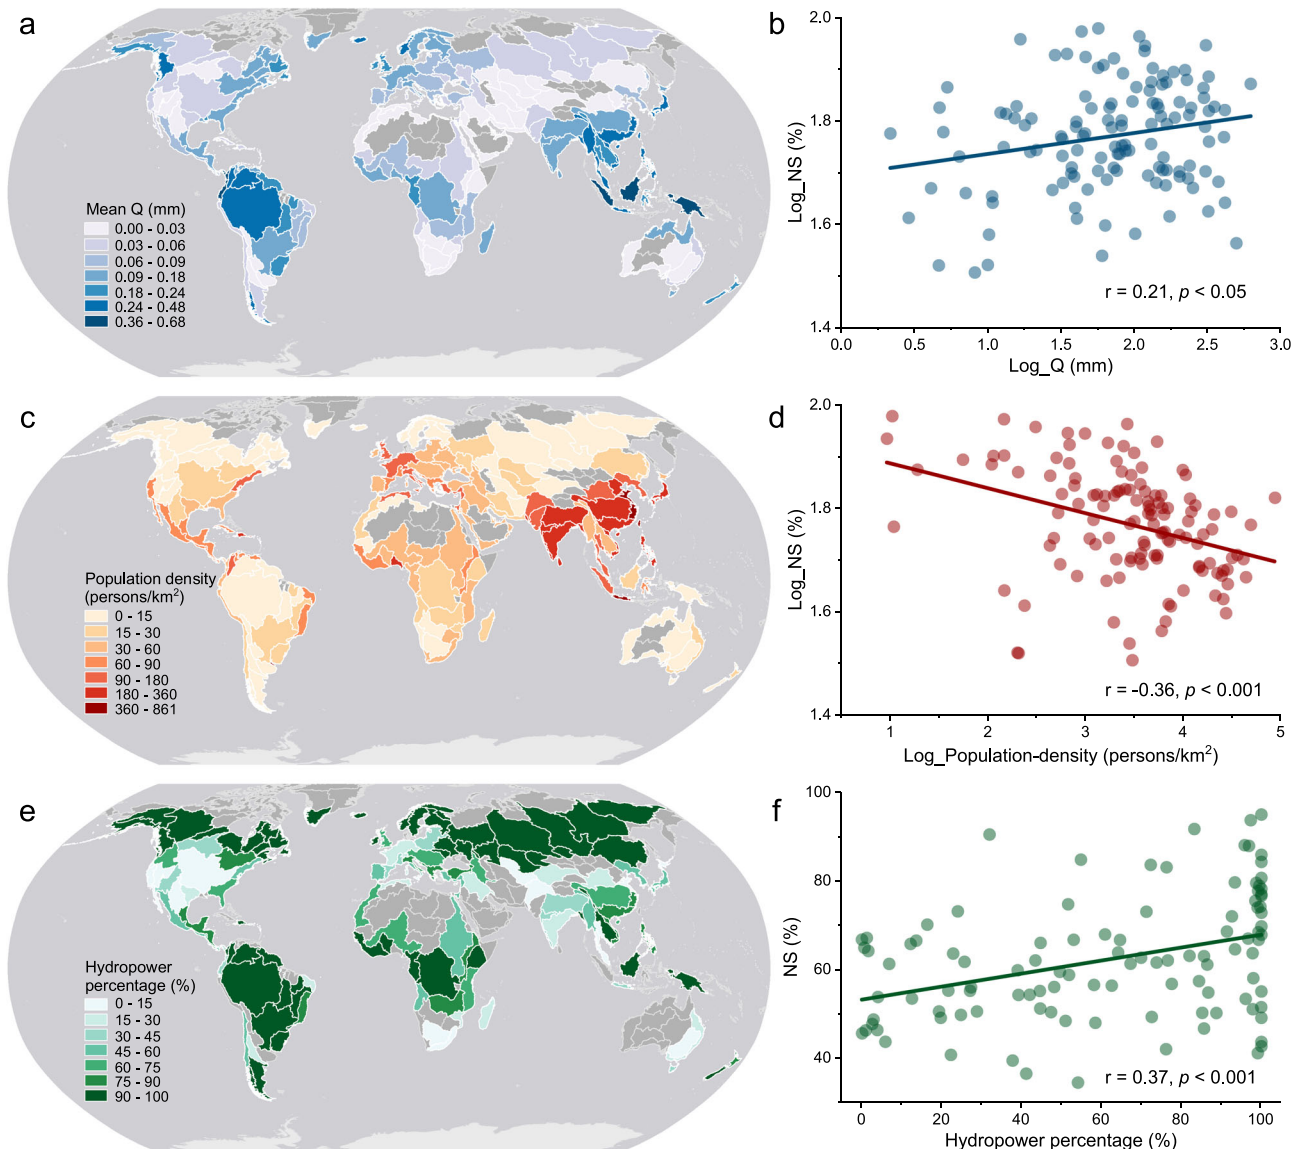 a
Mean Q (mm)
0.00 - 0.03
0.03 - 0.06
0.06 - 0.09
0.09 - 0.18
0.18 - 0.24
0.24 - 0.48
0.36 - 0.68
b
Log_NS (%)
2.0
1.8
1.6
1.4
r = 0.21, p < 0.05
0.0 0.5 1.0 1.5 2.0 2.5 3.0
Log_Q (mm)
c
Population density
(persons/km²)
0 - 15
15 - 30
30 - 60
60 - 90
90 - 180
180 - 360
360 - 861
d
Log_NS (%)
2.0
1.8
1.6
1.4
r = -0.36, p < 0.001
1 2 3 4 5
Log_Population-density (persons/km²)
e
Hydropower
percentage (%)
0 - 15
15 - 30
30 - 45
45 - 60
60 - 75
75 - 90
90 - 100
f
NS (%)
100
80
60
40
r = 0.37, p < 0.001
0 20 40 60 80 100
Hydropower percentage (%)